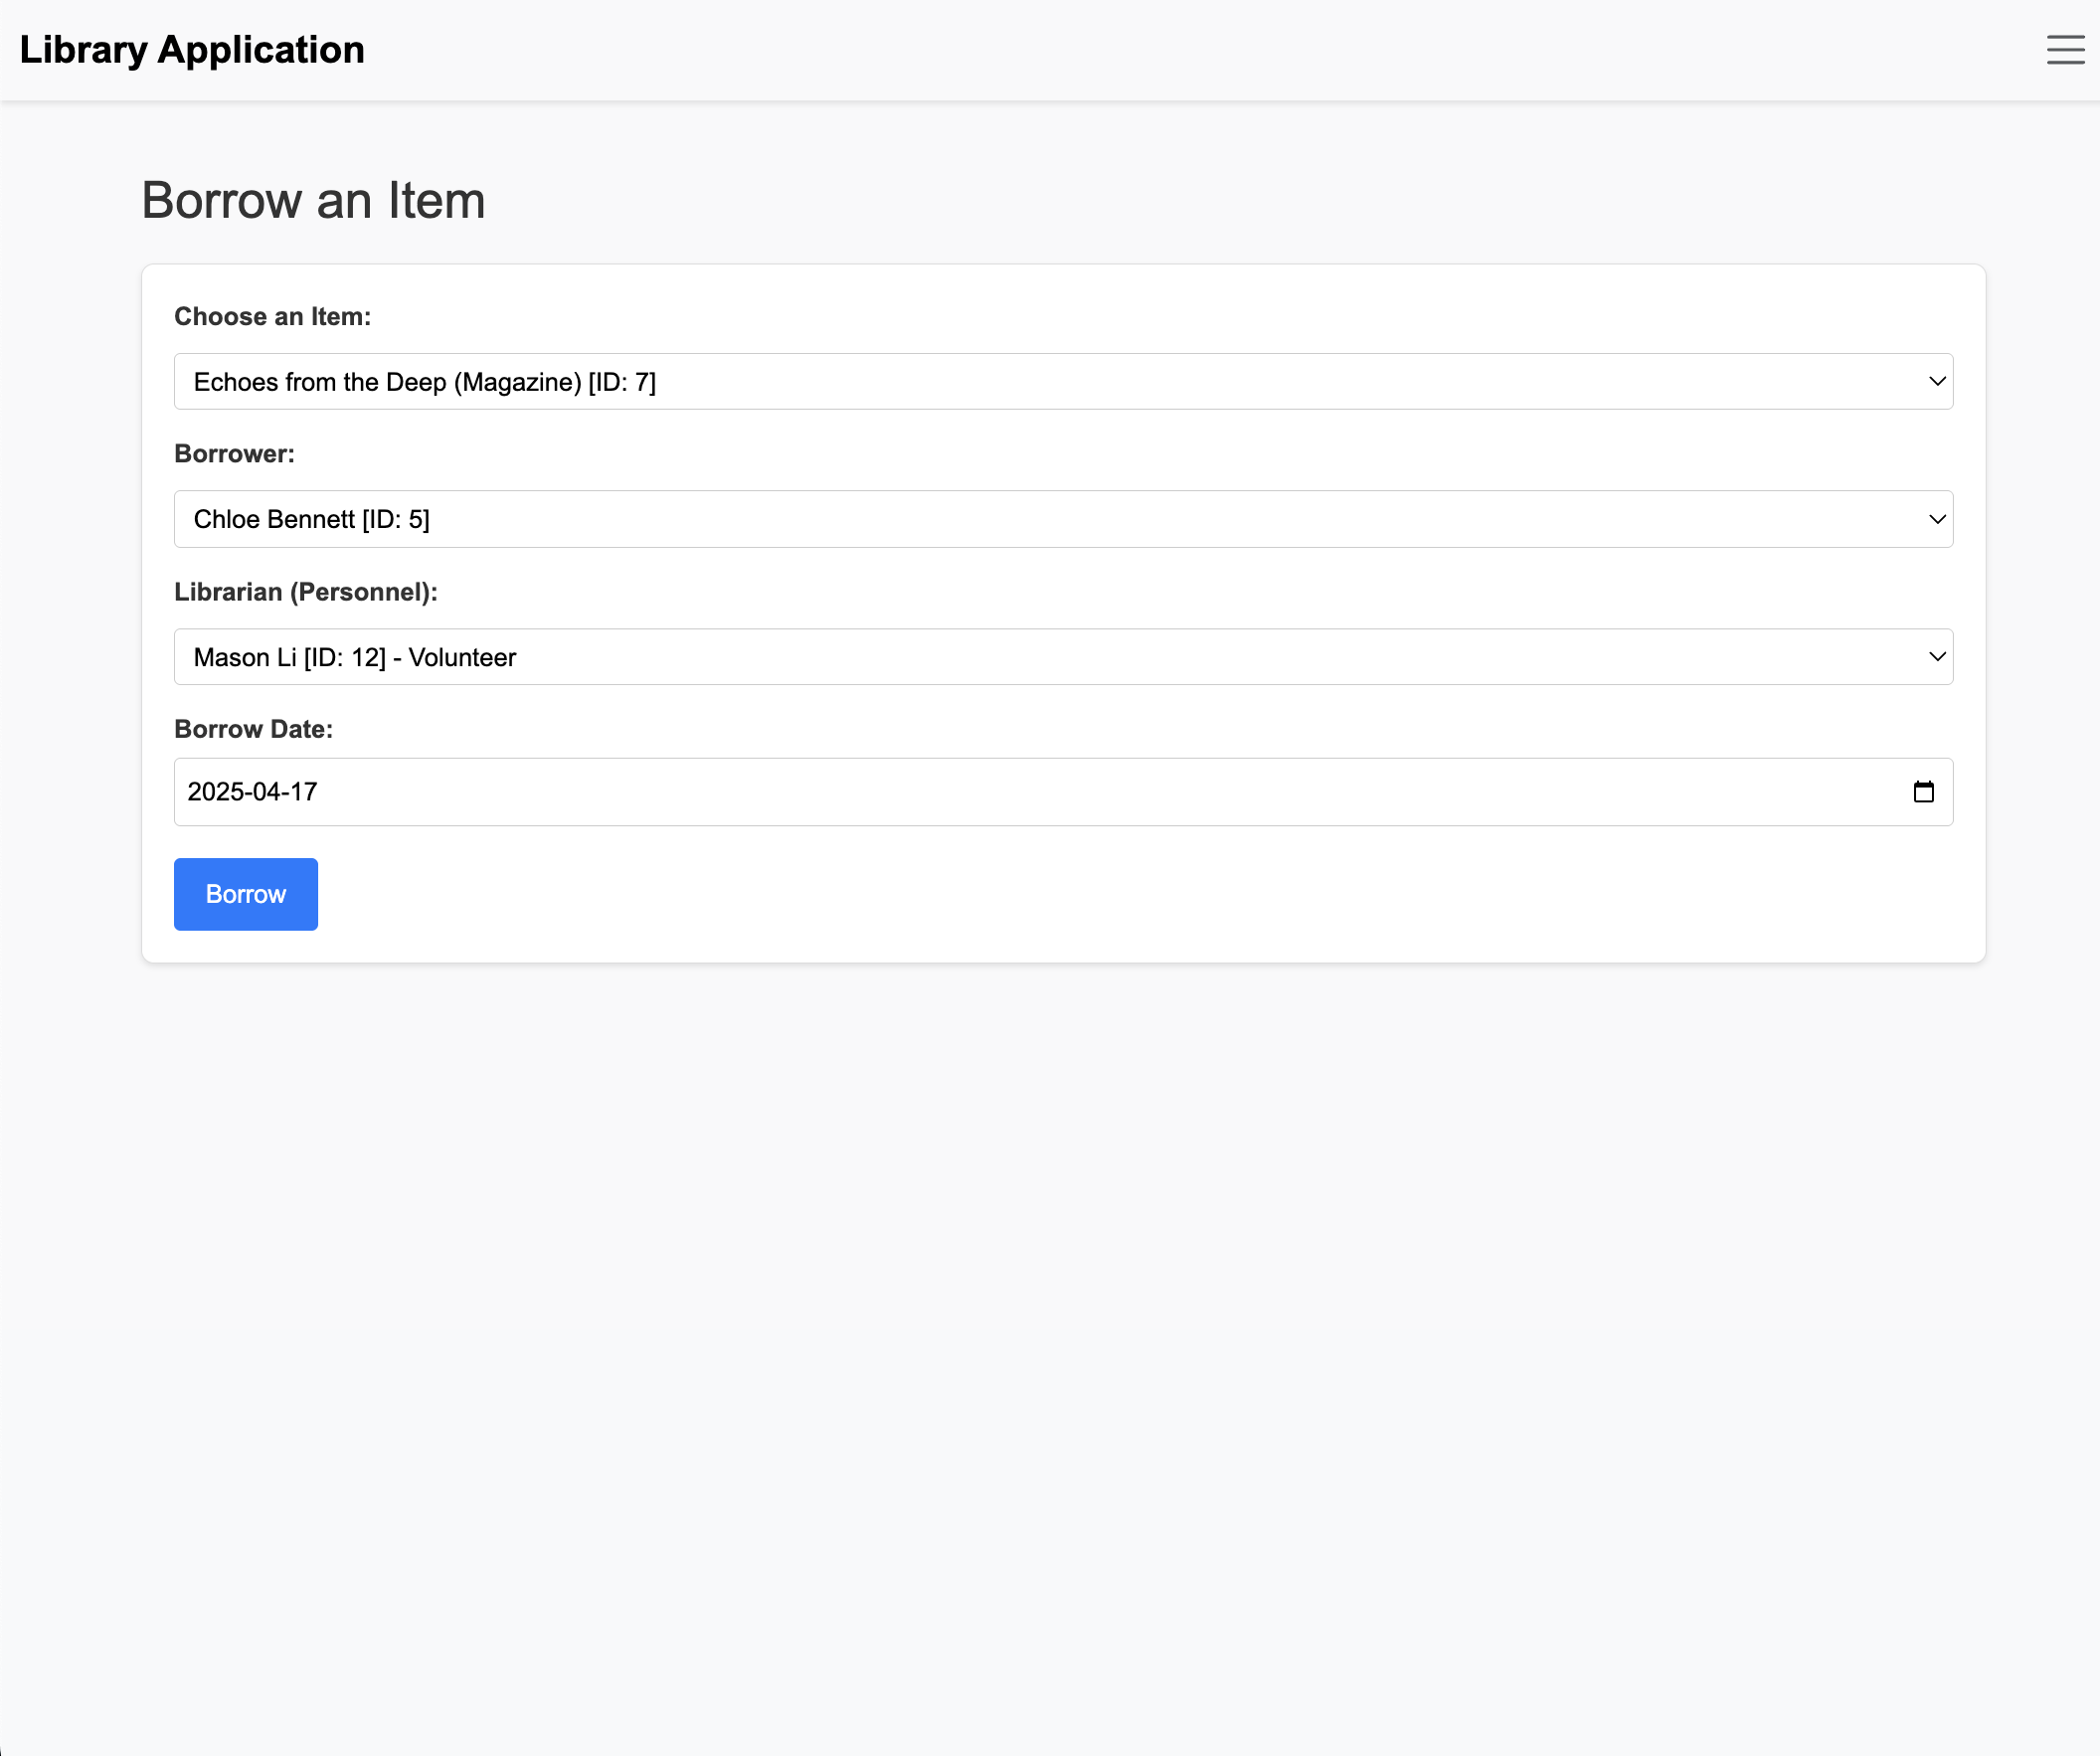 Library Application
Borrow an Item
Choose an Item:
Echoes from the Deep (Magazine) [ID: 7]
Borrower:
Chloe Bennett [ID: 5]
Librarian (Personnel):
Mason Li [ID: 12] - Volunteer
Borrow Date:
2025-04-17
Borrow